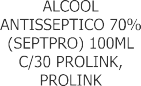 ALCOOL
ANTISSEPTICO 70%
(SEPTPRO) 100ML
C/30 PROLINK,
PROLINK